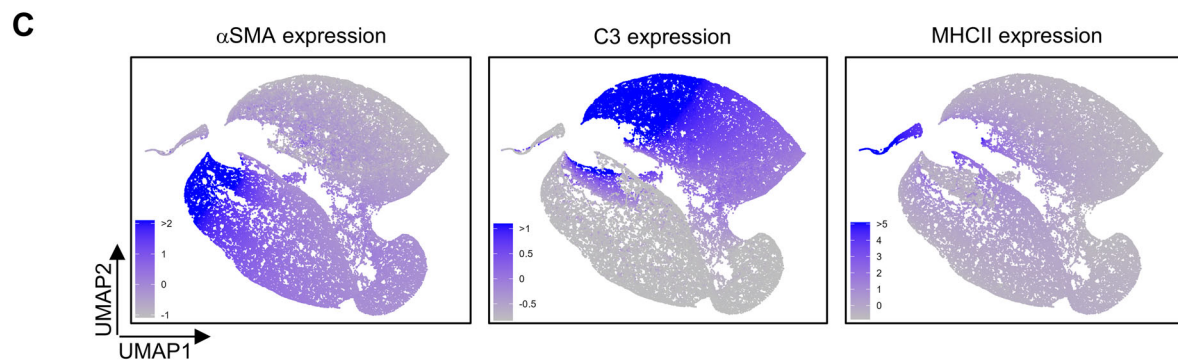 C
αSMA expression
C3 expression
MHCII expression
>2
1
0
-1
>1
0.5
0
-0.5
>5
4
3
2
1
0
UMAP2
UMAP1